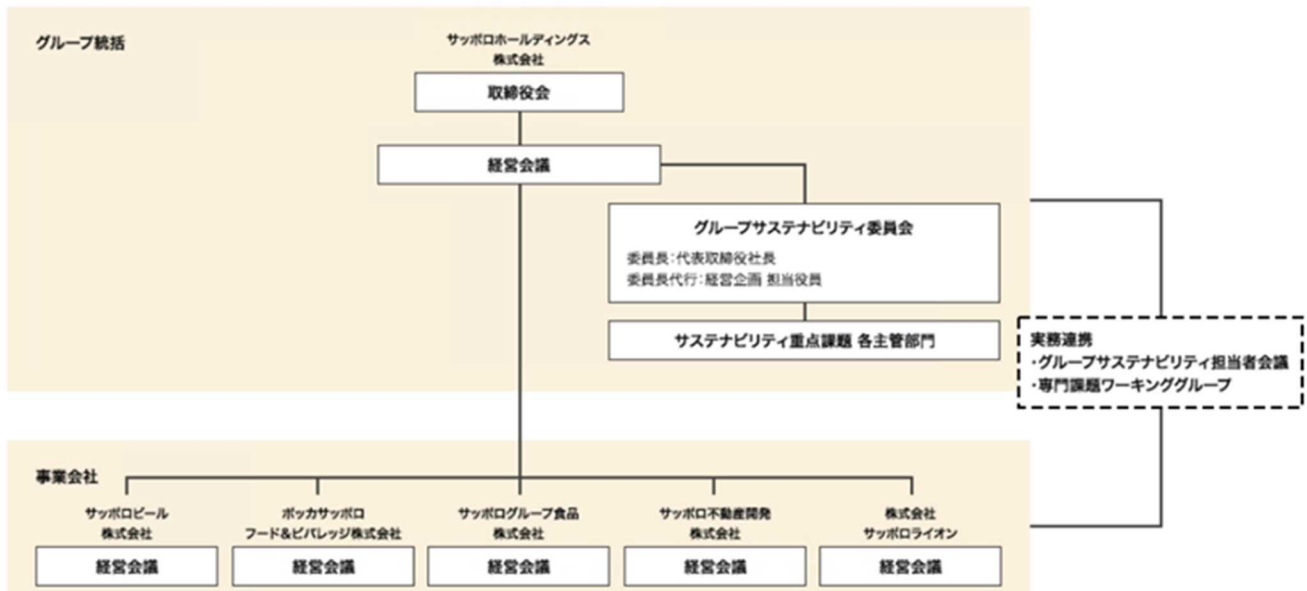 グループ統括
サッポロホールディングス
株式会社
取締役会
経営会議
グループサステナビリティ委員会
委員長：代表取締役社長
委員長代行：経営企画 担当役員
サステナビリティ重点課題 各主管部門
実務連携
・グループサステナビリティ担当者会議
・専門課題ワーキンググループ
事業会社
サッポロビール
株式会社
経営会議
ポッカサッポロ
フード&ビバレッジ株式会社
経営会議
サッポログループ食品
株式会社
経営会議
サッポロ不動産開発
株式会社
経営会議
株式会社
サッポロライオン
経営会議